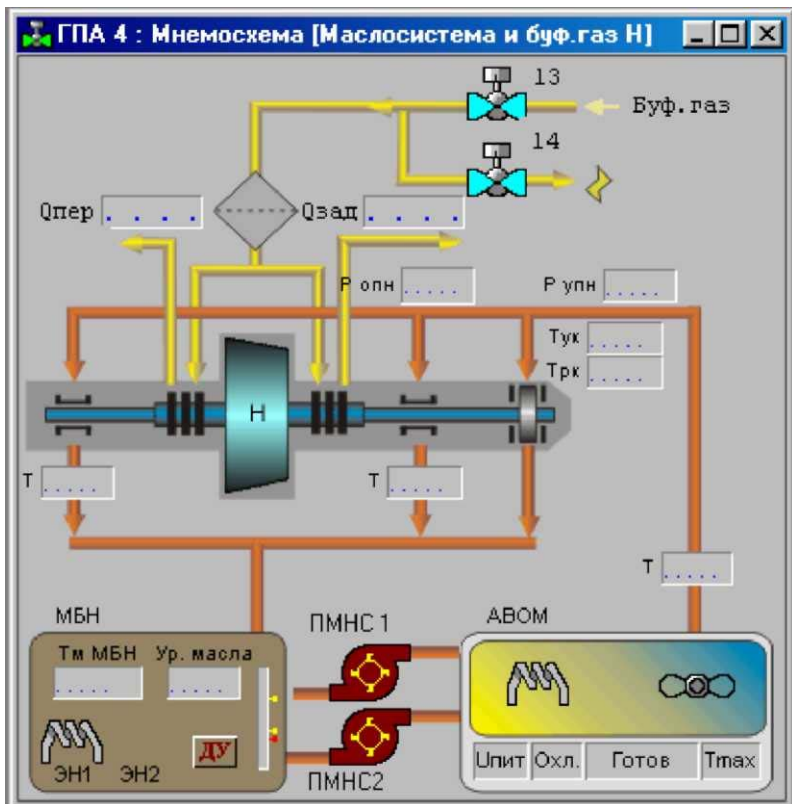 ГПА 4 : Мнемосхема [Маслосистема и буф.газ Н]
13
Буф.газ
14
Qпер . . . . Qзад . . . .
Р опн ..... Р упн .....
Тук .....
Трк .....
Н
Т ..... Т .....
Т .....
МБН ПМНС 1 АВОМ
Тм МБН Ур. масла
..... .....
ДУ
ЭН1 ЭН2 ПМНС2
Uпит Охл. Готов Tmax